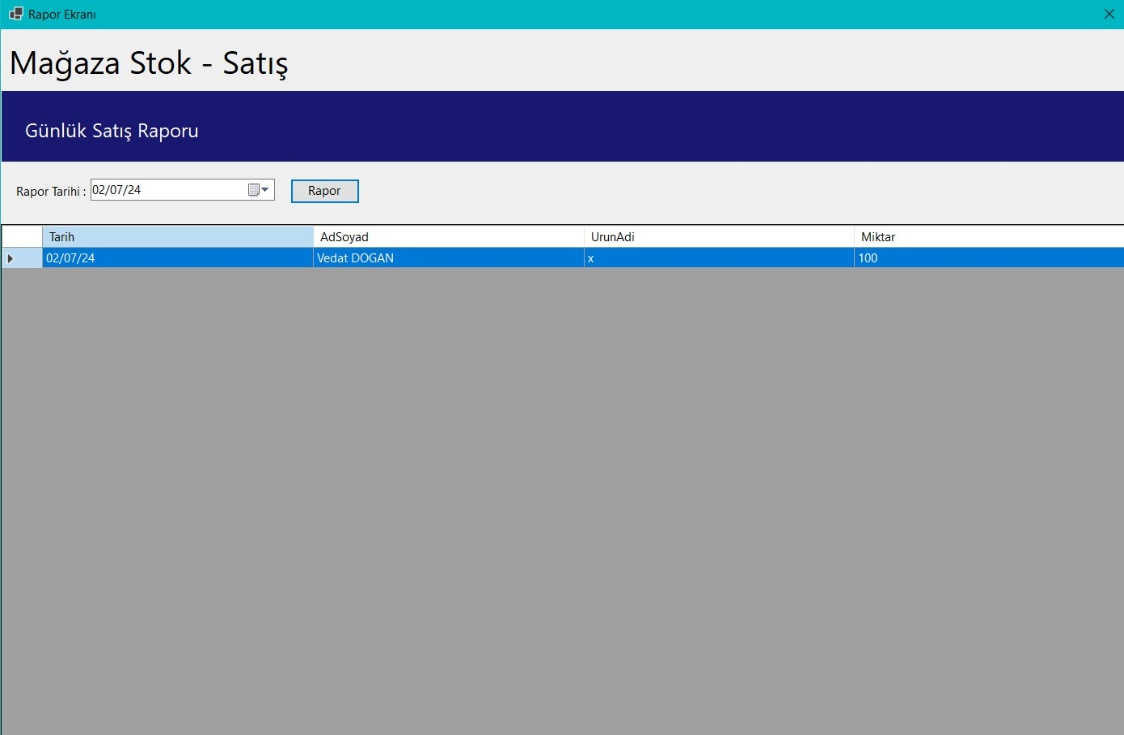 Rapor Ekranı
Mağaza Stok - Satış
Günlük Satış Raporu
Rapor Tarihi : 02/07/24 Rapor
Tarih AdSoyad UrunAdi Miktar
02/07/24 Vedat DOGAN x 100